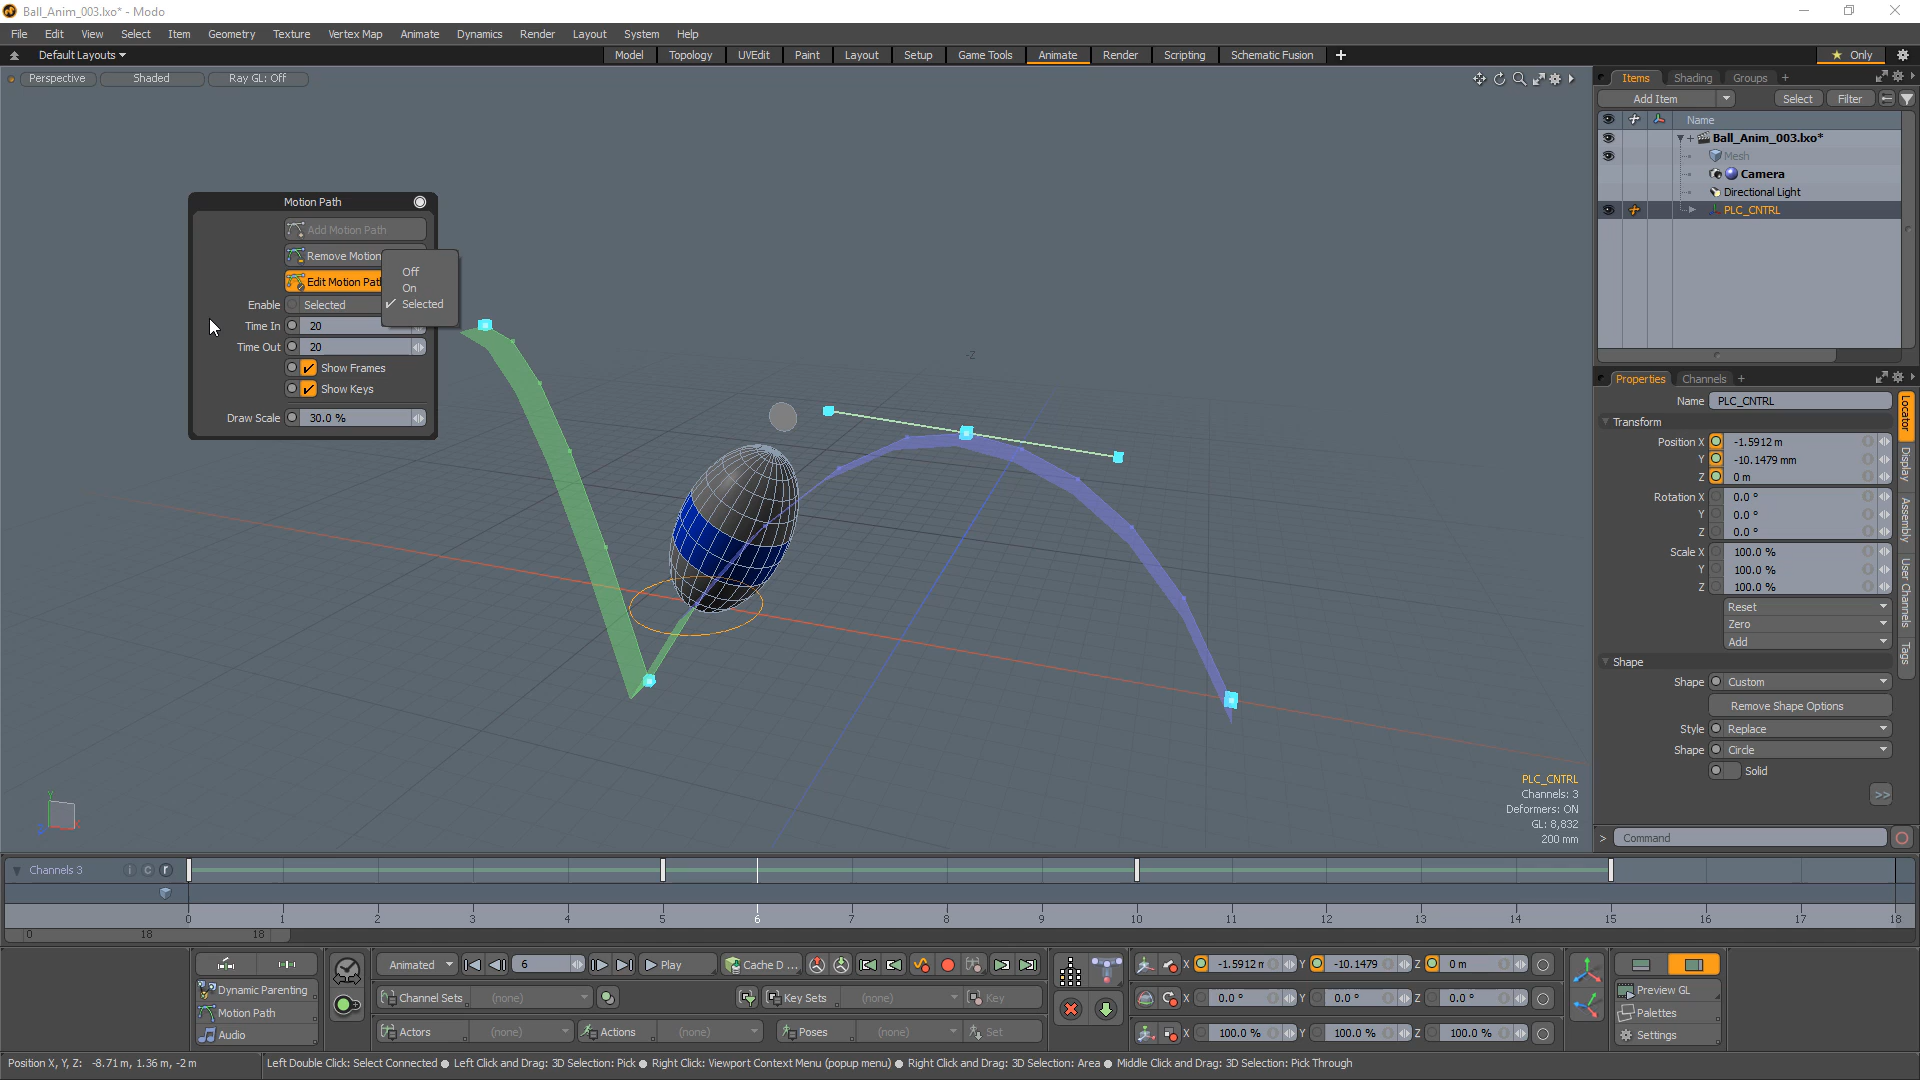 Ball_Anim_003.lxo* - Modo
File Edit View Select Item Geometry Texture Vertex Map Animate Dynamics Render Layout System Help
Default Layouts Model Topology UVEdit Paint Layout Setup Game Tools Animate Render Scripting Schematic Fusion + Only
Perspective Shaded Ray GL: Off
Items Shading Groups +
Add Item Select Filter
Name
Ball_Anim_003.lxo*
Mesh
Camera
Directional Light
PLC_CNTRL
Motion Path
Add Motion Path
Remove Motion
Edit Motion Path
Off
On
Selected
Enable Selected
Time In 20
Time Out 20
Show Frames
Show Keys
Draw Scale 30.0 %
-Z
Y
X
Z
PLC_CNTRL
Channels: 3
Deformers: ON
GL: 8,832
200 mm
Properties Channels +
Name PLC_CNTRL
Transform
Position X -1.5912 m
Y -10.1479 mm
Z 0 m
Rotation X 0.0 °
Y 0.0 °
Z 0.0 °
Scale X 100.0 %
Y 100.0 %
Z 100.0 %
Reset
Zero
Add
Shape
Shape Custom
Remove Shape Options
Style Replace
Shape Circle
Solid
>>
Locator
Display
Assembly
User Channels
Tags
> Command
Channels 3 i c r
0 1 2 3 4 5 6 7 8 9 10 11 12 13 14 15 16 17 18
0 18 18
Animated 6 Play Cache D ... X -1.5912 m Y -10.1479 Z 0 m
Dynamic Parenting Channel Sets (none) Key Sets (none) Key X 0.0 ° Y 0.0 ° Z 0.0 ° Preview GL
Motion Path Palettes
Audio Actors (none) Actions (none) Poses (none) Set X 100.0 % Y 100.0 % Z 100.0 % Settings
Position X, Y, Z: -8.71 m, 1.36 m, -2 m Left Double Click: Select Connected ● Left Click and Drag: 3D Selection: Pick ● Right Click: Viewport Context Menu (popup menu) ● Right Click and Drag: 3D Selection: Area ● Middle Click and Drag: 3D Selection: Pick Through